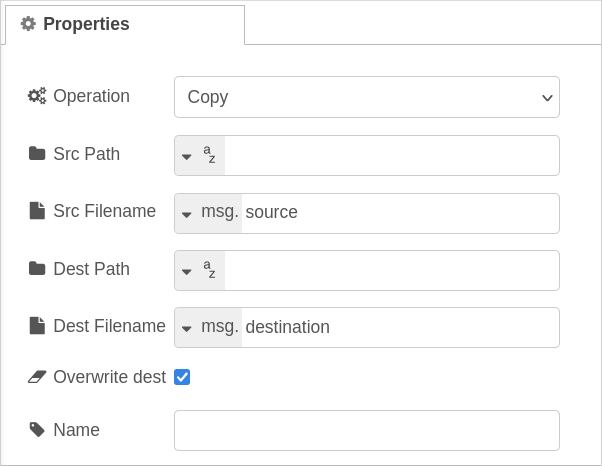 Properties
Operation Copy
Src Path az
Src Filename msg. source
Dest Path az
Dest Filename msg. destination
Overwrite dest
Name